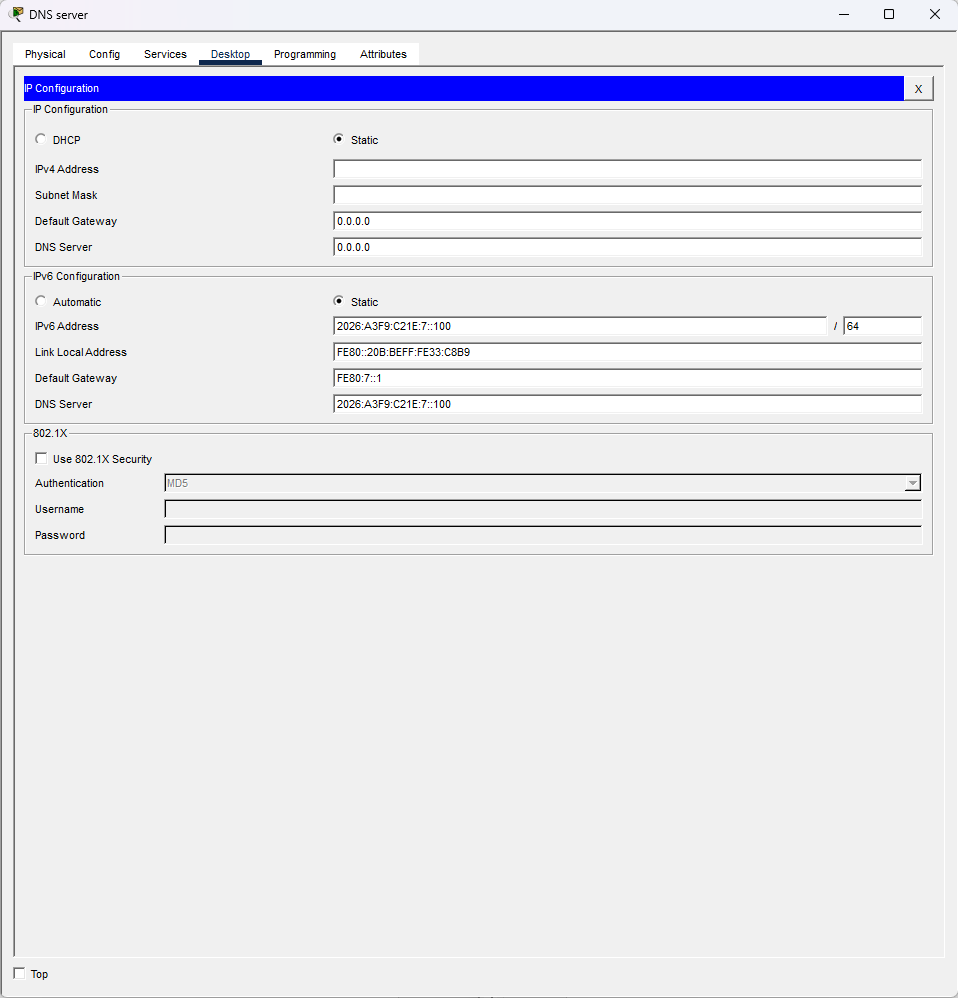 DNS server
Physical Config Services Desktop Programming Attributes
IP Configuration X
IP Configuration
DHCP Static
IPv4 Address
Subnet Mask
Default Gateway 0.0.0.0
DNS Server 0.0.0.0
IPv6 Configuration
Automatic Static
IPv6 Address 2026:A3F9:C21E:7::100 / 64
Link Local Address FE80::20B:BEFF:FE33:C8B9
Default Gateway FE80:7::1
DNS Server 2026:A3F9:C21E:7::100
802.1X
Use 802.1X Security
Authentication MD5
Username
Password
Top